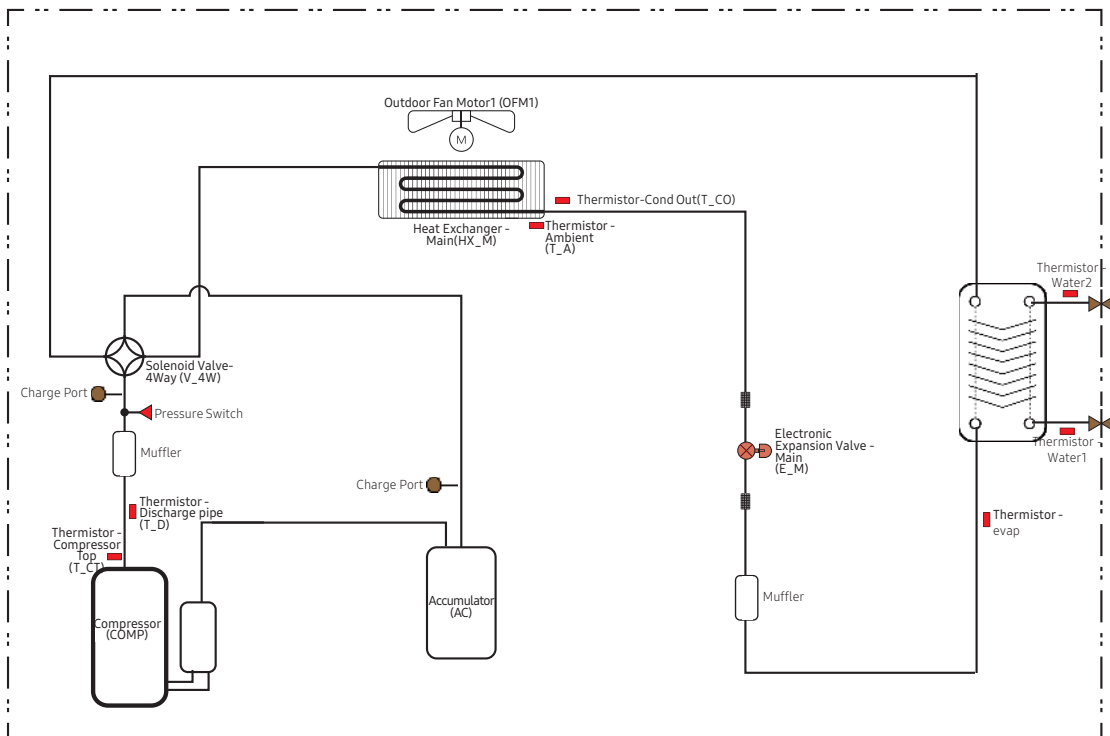 Outdoor Fan Motor1 (OFM1)
M
Thermistor-Cond Out(T_CO)
Heat Exchanger -
Main(HX_M)
Thermistor -
Ambient
(T_A)
Thermistor -
Water2
Solenoid Valve-
4Way (V_4W)
Charge Port
Pressure Switch
Muffler
Electronic
Expansion Valve -
Main
(E_M)
Thermistor -
Water1
Charge Port
Thermistor -
Discharge pipe
(T_D)
Thermistor -
evap
Thermistor -
Compressor
Top
(T_CT)
Muffler
Accumulator
(AC)
Compressor
(COMP)